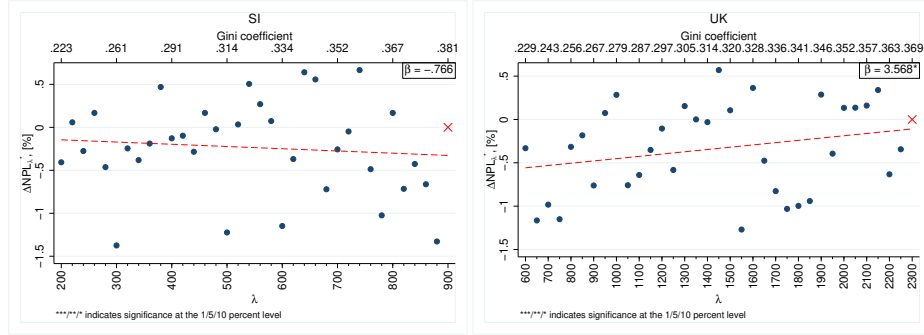 SI
Gini coefficient
.223 .261 .291 .314 .334 .352 .367 .381
β = −.766
ΔNPL*λ, [%]
.5
0
−.5
−1
−1.5
200 300 400 500 600 700 800 900
λ
***/**/* indicates significance at the 1/5/10 percent level
UK
Gini coefficient
.229 .243 .256 .267 .279 .287 .297 .305 .314 .320 .328 .336 .341 .346 .352 .357 .363 .369
β = 3.568*
ΔNPL*λ, [%]
.5
0
−.5
−1
−1.5
600 700 800 900 1000 1100 1200 1300 1400 1500 1600 1700 1800 1900 2000 2100 2200 2300
λ
***/**/* indicates significance at the 1/5/10 percent level